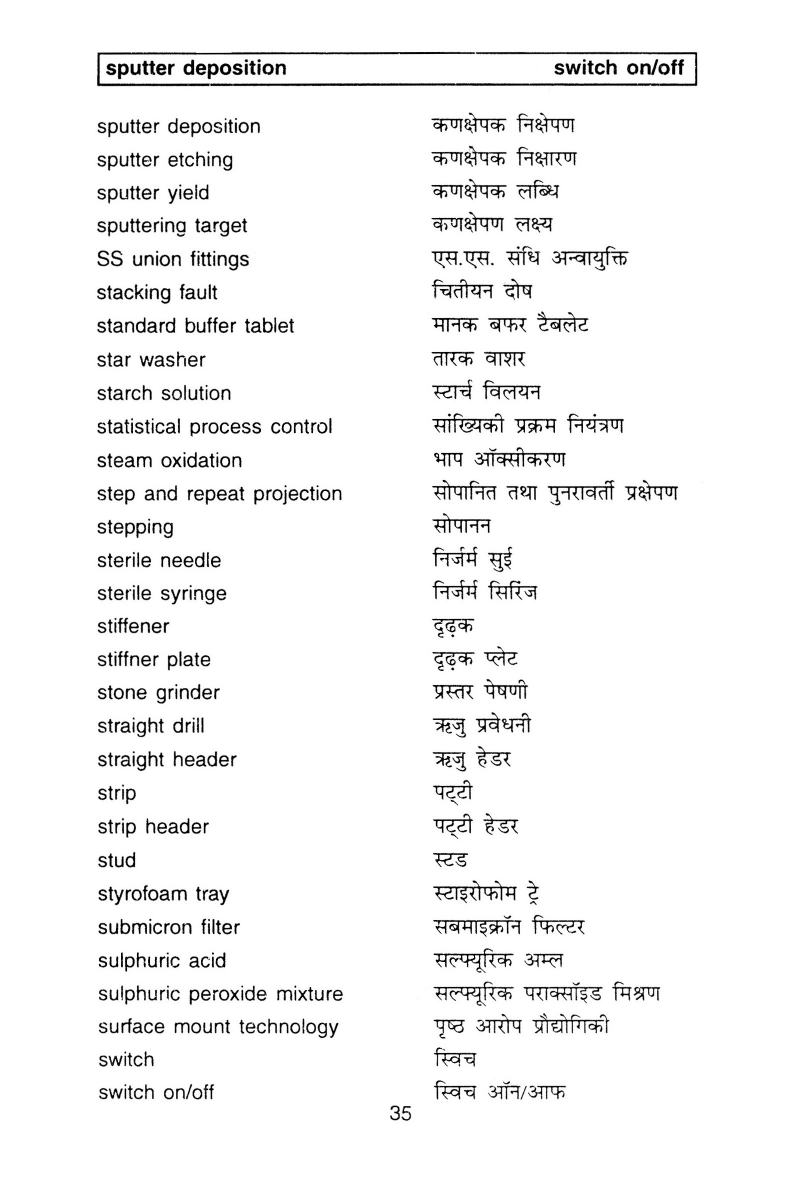 sputter deposition switch on/off
sputter deposition कणक्षेपक निक्षेपण
sputter etching कणक्षेपक निक्षारण
sputter yield कणक्षेपक लब्धि
sputtering target कणक्षेपण लक्ष्य
SS union fittings एस.एस. संधि अन्वायुक्ति
stacking fault चितीयन दोष
standard buffer tablet मानक बफर टैबलेट
star washer तारक वाशर
starch solution स्टार्च विलयन
statistical process control सांख्यिकी प्रक्रम नियंत्रण
steam oxidation भाप ऑक्सीकरण
step and repeat projection सोपानित तथा पुनरावर्ती प्रक्षेपण
stepping सोपानन
sterile needle निर्जर्म सुई
sterile syringe निर्जर्म सिरिंज
stiffener दृढ़क
stiffner plate दृढ़क प्लेट
stone grinder प्रस्तर पेषणी
straight drill ऋजु प्रवेधनी
straight header ऋजु हेडर
strip पट्टी
strip header पट्टी हेडर
stud स्टड
styrofoam tray स्टाइरोफोम ट्रे
submicron filter सबमाइक्रॉन फिल्टर
sulphuric acid सल्फ्यूरिक अम्ल
sulphuric peroxide mixture सल्फ्यूरिक पराक्सॉइड मिश्रण
surface mount technology पृष्ठ आरोप प्रौद्योगिकी
switch स्विच
switch on/off स्विच ऑन/आफ
35